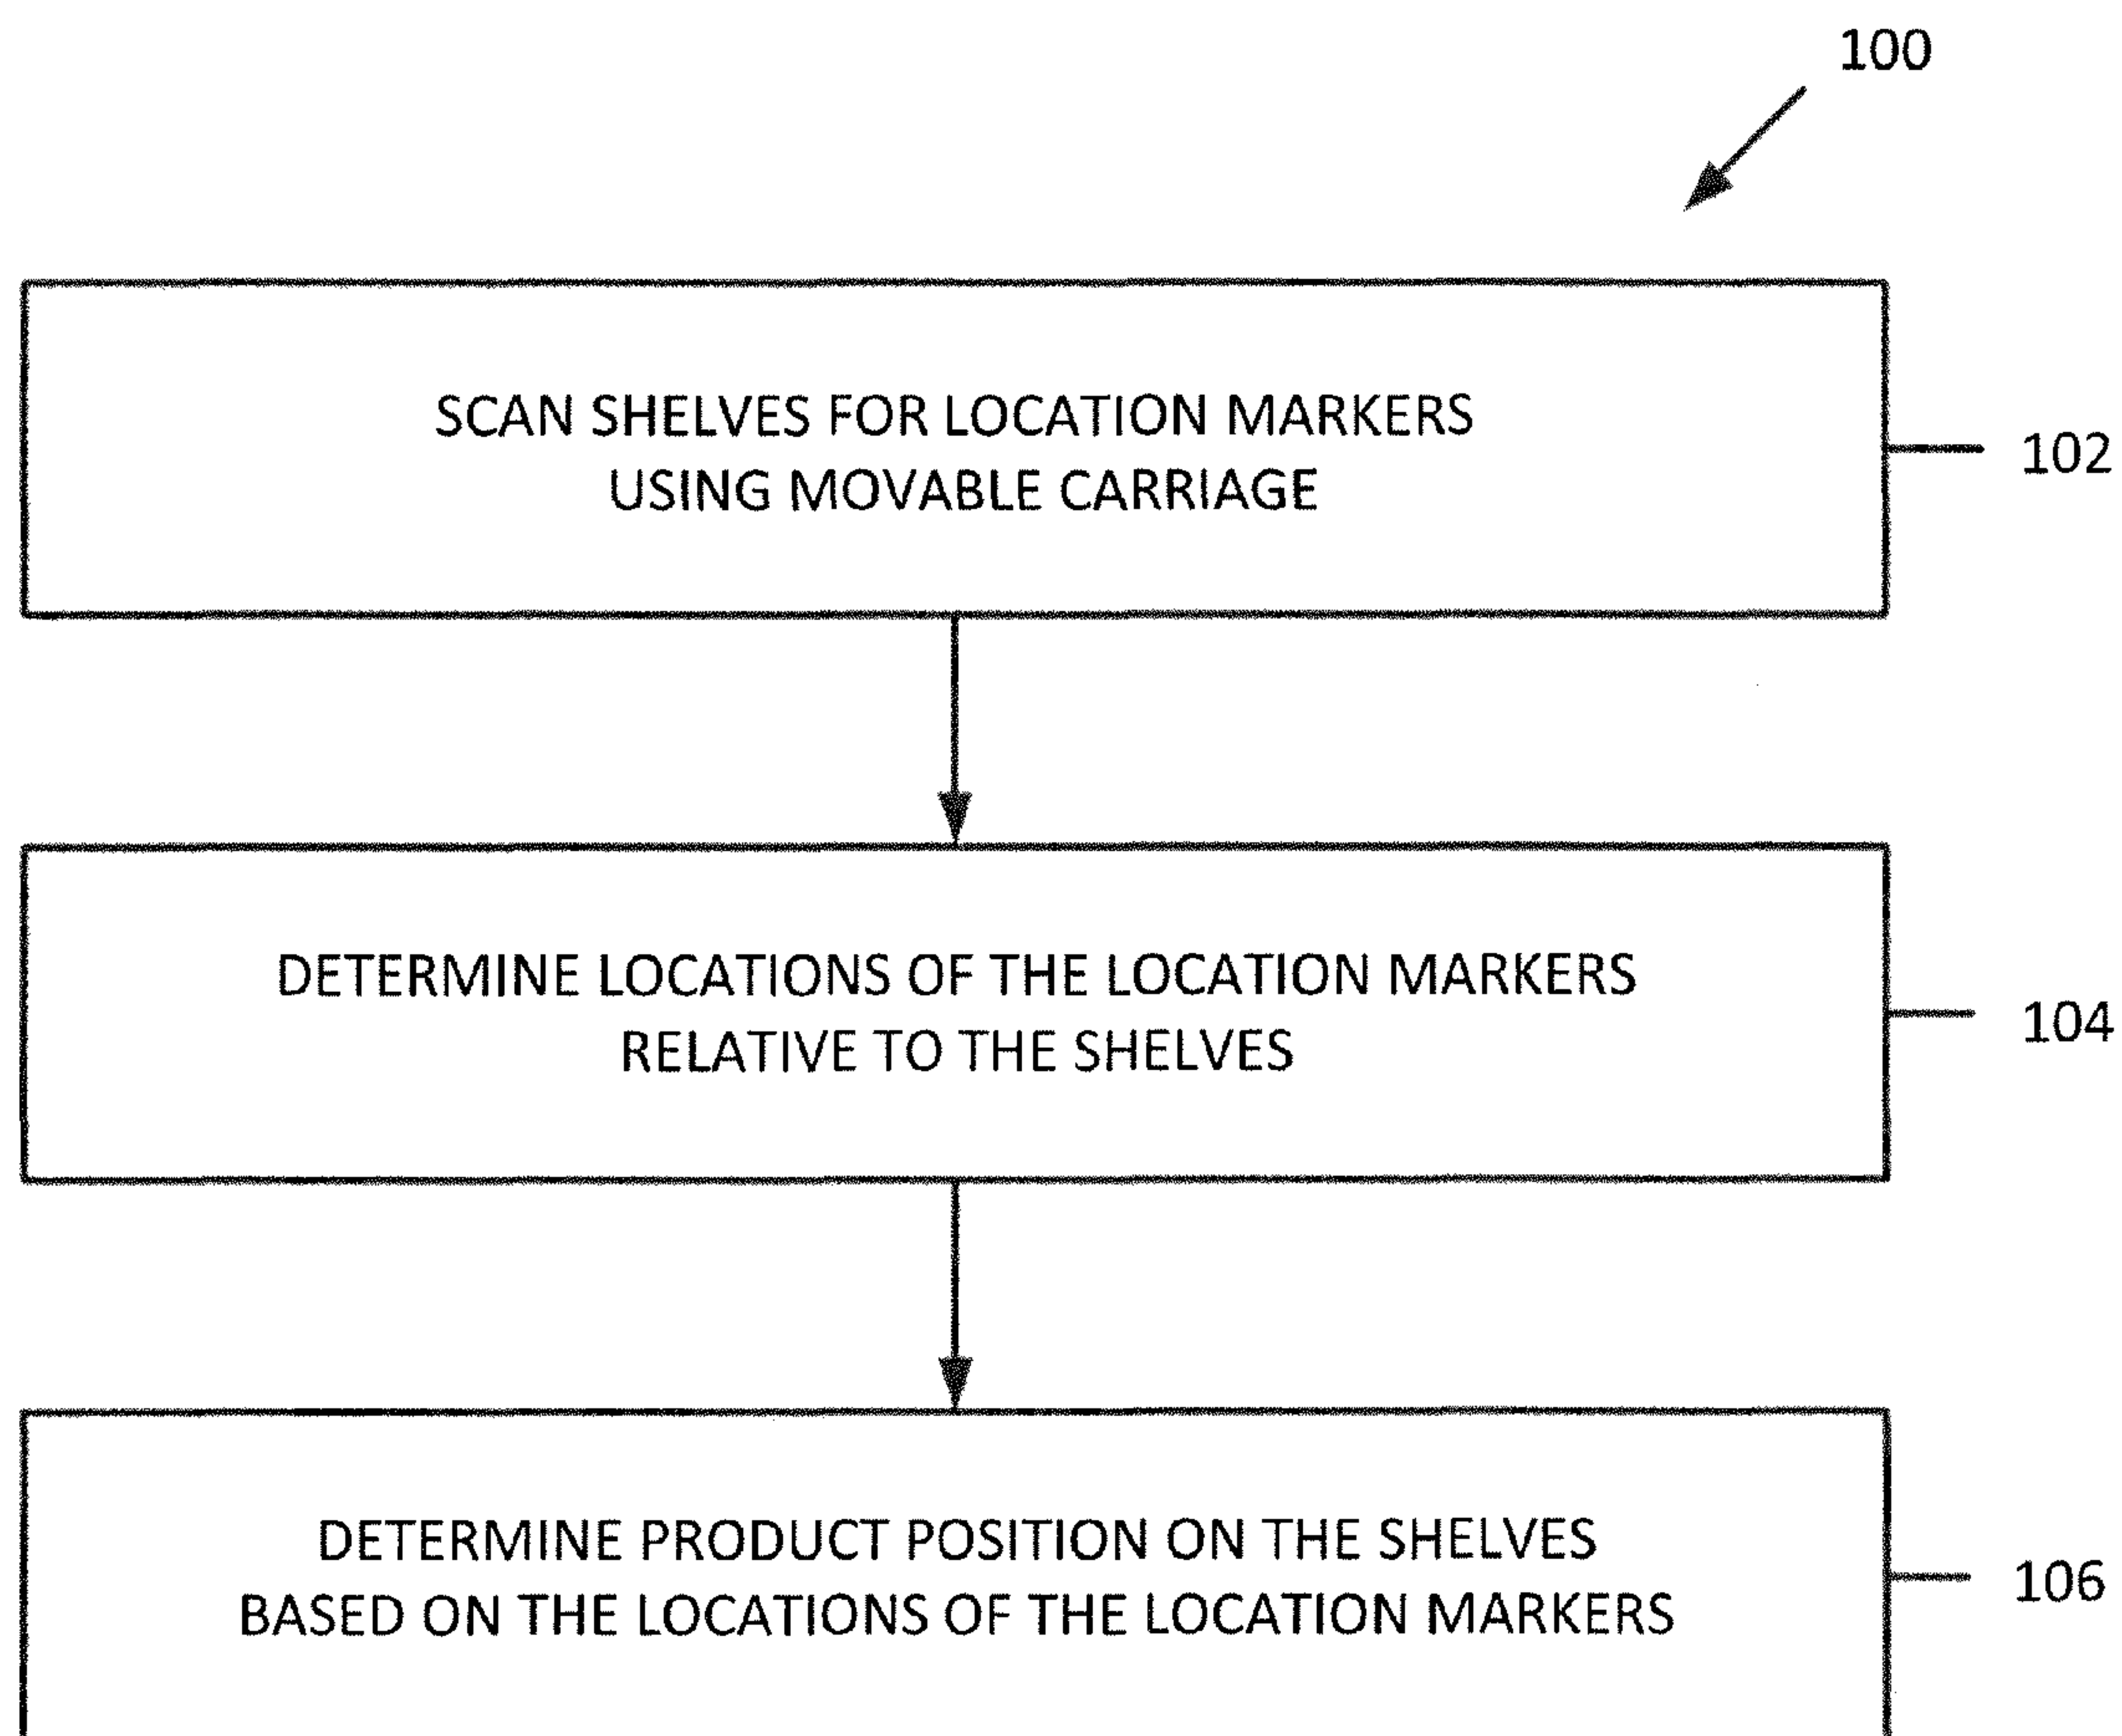 100
SCAN SHELVES FOR LOCATION MARKERS
USING MOVABLE CARRIAGE
102
DETERMINE LOCATIONS OF THE LOCATION MARKERS
RELATIVE TO THE SHELVES
104
DETERMINE PRODUCT POSITION ON THE SHELVES
BASED ON THE LOCATIONS OF THE LOCATION MARKERS
106